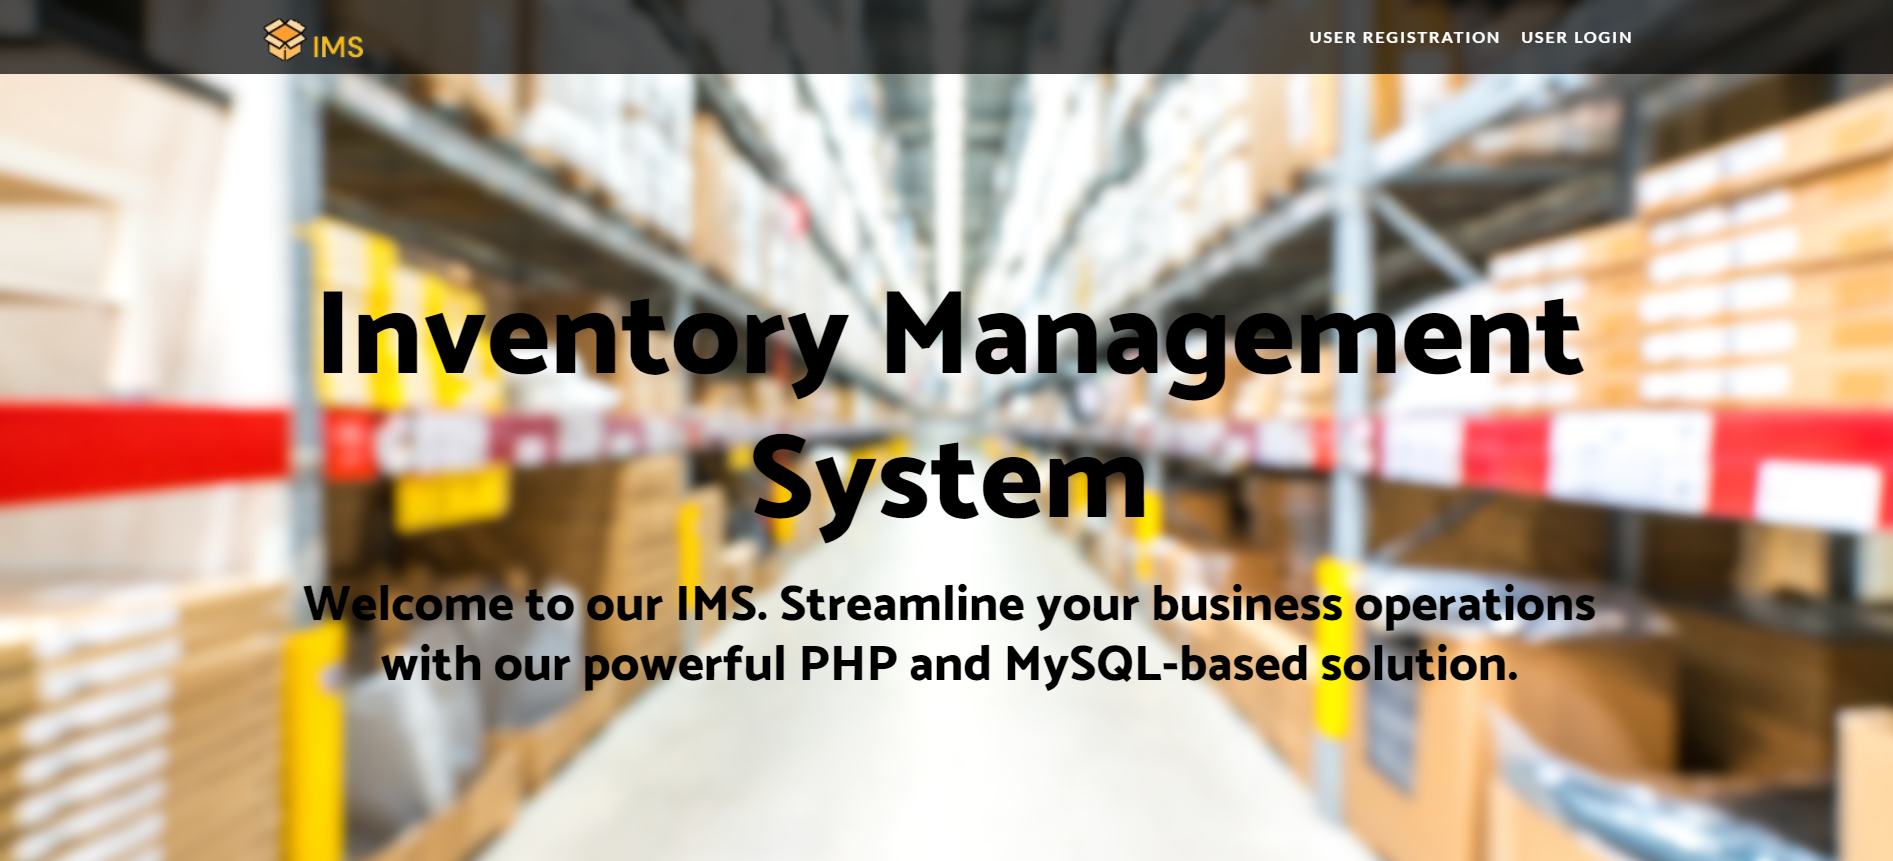 IMS
USER REGISTRATION
USER LOGIN
Inventory Management
System
Welcome to our IMS. Streamline your business operations
with our powerful PHP and MySQL-based solution.